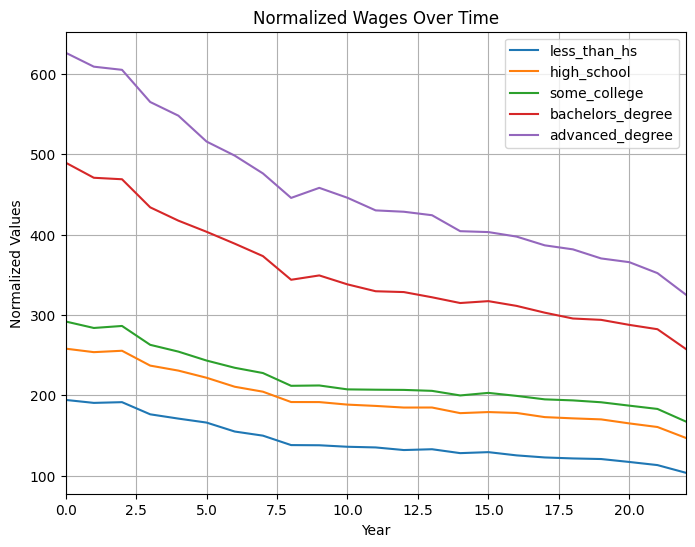 Normalized Wages Over Time
less_than_hs
high_school
some_college
bachelors_degree
advanced_degree
Normalized Values
600
500
400
300
200
100
0.0 2.5 5.0 7.5 10.0 12.5 15.0 17.5 20.0
Year